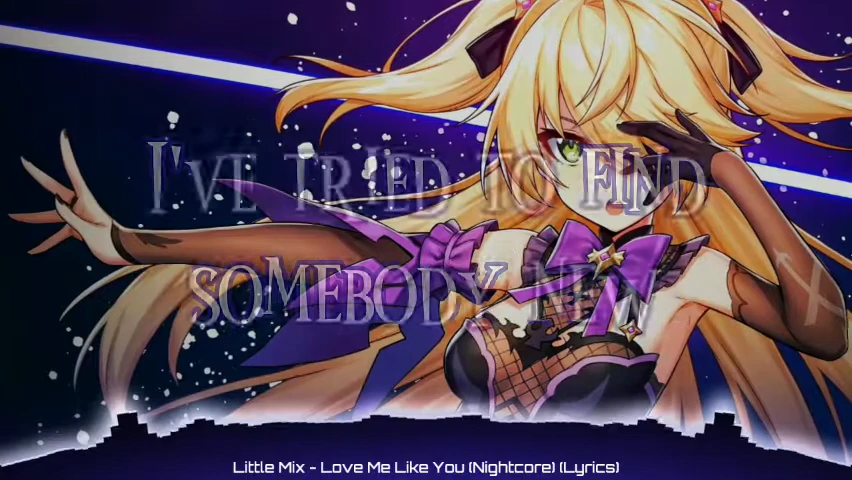 I'VE TRIED TO FIND
SOMEBODY NEW
Little Mix - Love Me Like You (Nightcore) (Lyrics)